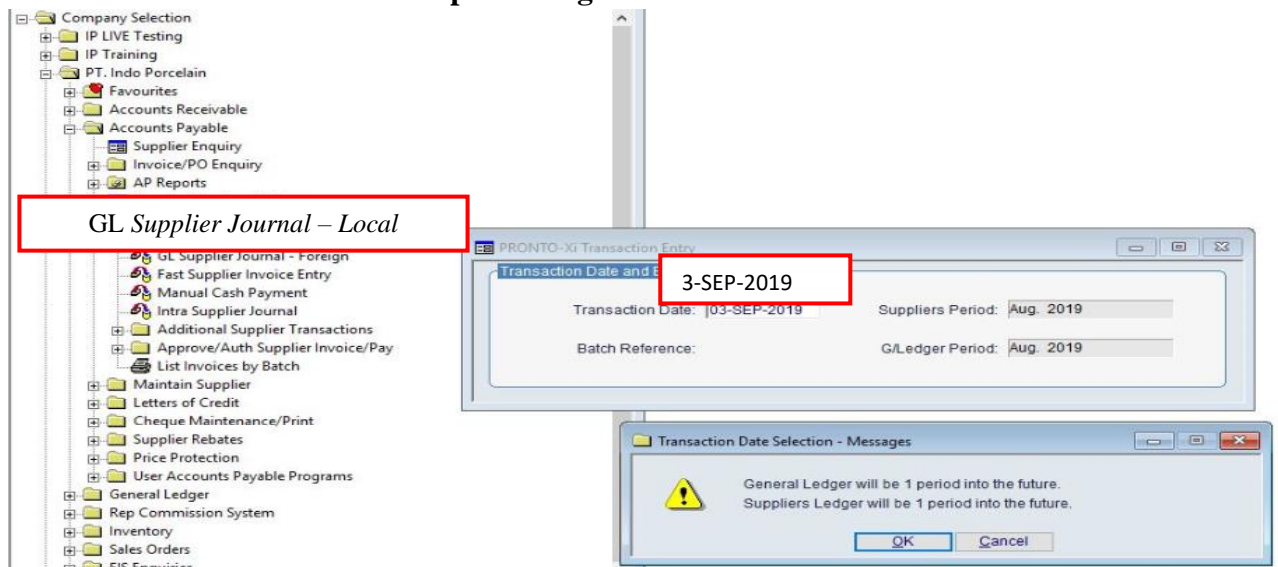 Company Selection
IP LIVE Testing
IP Training
PT. Indo Porcelain
Favourites
Accounts Receivable
Accounts Payable
Supplier Enquiry
Invoice/PO Enquiry
AP Reports
GL Supplier Journal – Local
GL Supplier Journal - Foreign
Fast Supplier Invoice Entry
Manual Cash Payment
Intra Supplier Journal
Additional Supplier Transactions
Approve/Auth Supplier Invoice/Pay
List Invoices by Batch
Maintain Supplier
Letters of Credit
Cheque Maintenance/Print
Supplier Rebates
Price Protection
User Accounts Payable Programs
General Ledger
Rep Commission System
Inventory
Sales Orders
PRONTO-Xi Transaction Entry
Transaction Date and
3-SEP-2019
Transaction Date: 03-SEP-2019 Suppliers Period: Aug. 2019
Batch Reference: G/Ledger Period: Aug. 2019
Transaction Date Selection - Messages
General Ledger will be 1 period into the future.
Suppliers Ledger will be 1 period into the future.
OK Cancel